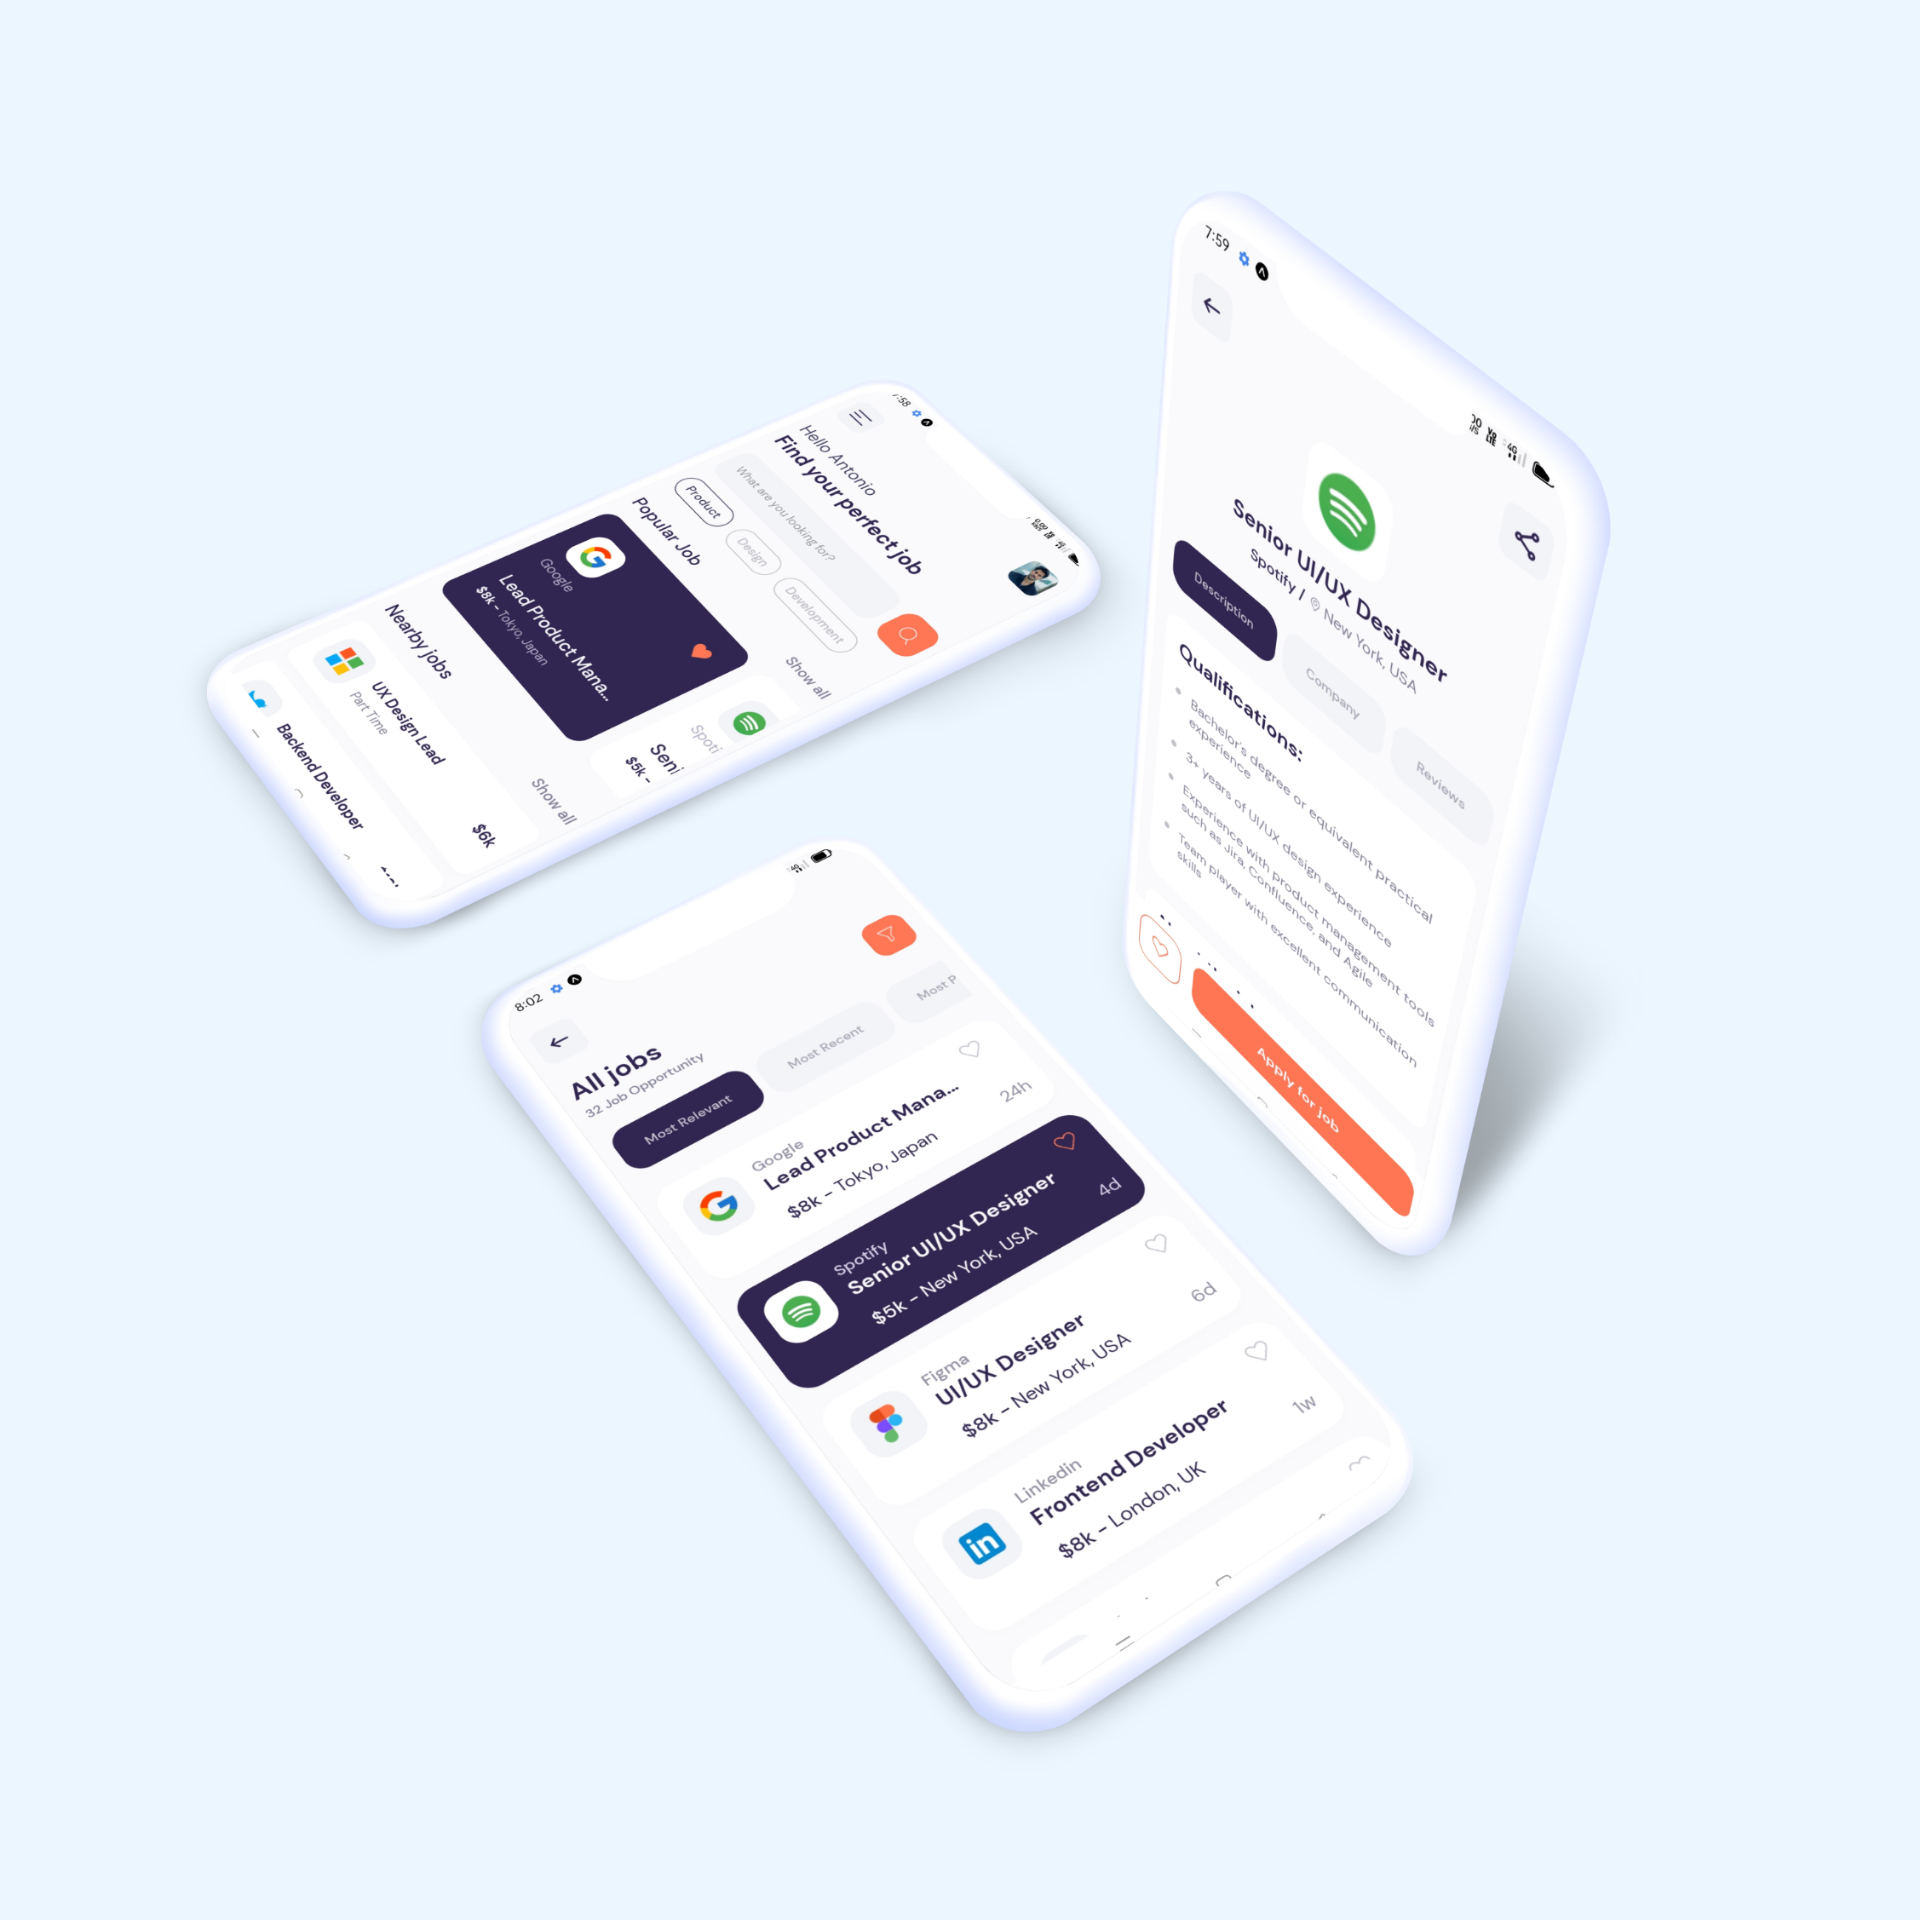 7:58
Hello Antonio
Find your perfect job
What are you looking for?
Product
Design
Development
Popular Job
Show all
Google
Lead Product Mana...
$8k - Tokyo, Japan
Spoti
Seni
$5k -
Nearby jobs
Show all
UX Design Lead
Part Time
$6k
Backend Developer
7:59
4G
Senior UI/UX Designer
Spotify / New York, USA
Description
Company
Reviews
Qualifications:
Bachelor's degree or equivalent practical
experience
3+ years of UI/UX design experience
Experience with product management tools
such as Jira, Confluence, and Agile
Team player with excellent communication
skills
Apply for job
8:02
4G
All jobs
32 Job Opportunity
Most Relevant
Most Recent
Most P
Google
Lead Product Mana...
$8k - Tokyo, Japan
24h
Spotify
Senior UI/UX Designer
$5k - New York, USA
4d
Figma
UI/UX Designer
$8k - New York, USA
6d
in
Linkedin
Frontend Developer
$8k - London, UK
1w